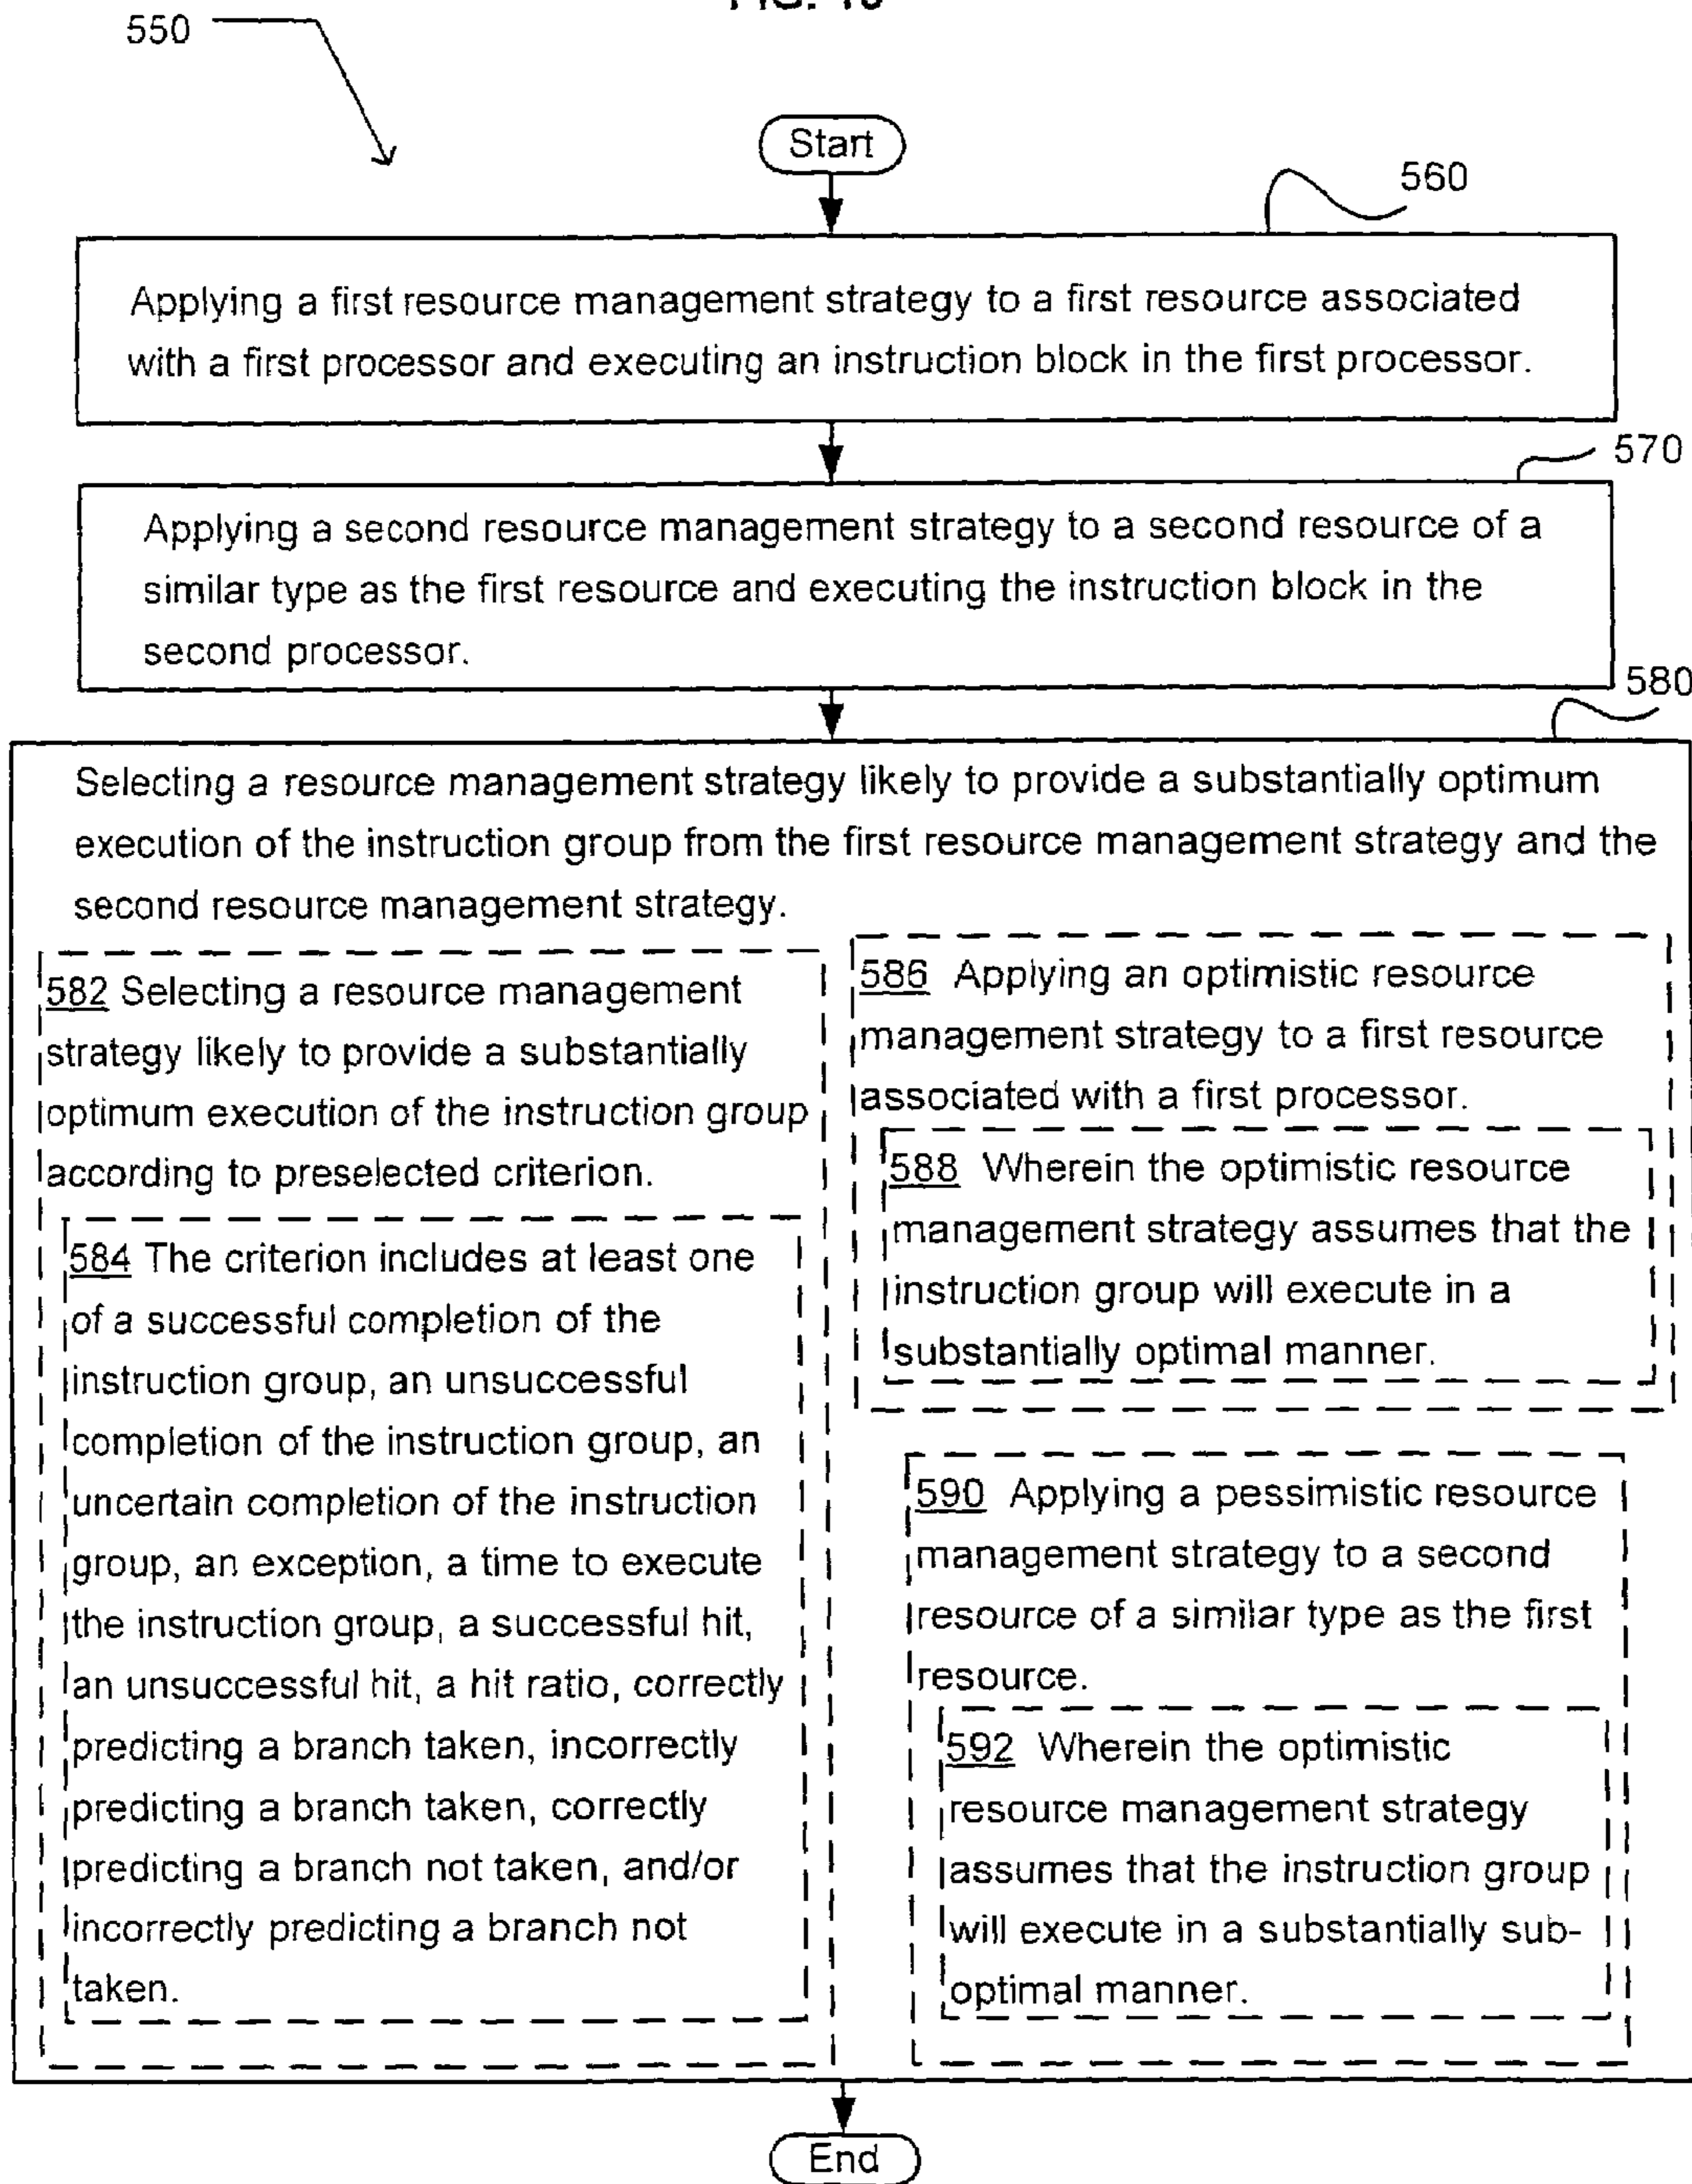 550
Start
560
Applying a first resource management strategy to a first resource associated
with a first processor and executing an instruction block in the first processor.
570
Applying a second resource management strategy to a second resource of a
similar type as the first resource and executing the instruction block in the
second processor.
580
Selecting a resource management strategy likely to provide a substantially optimum
execution of the instruction group from the first resource management strategy and the
second resource management strategy.
582 Selecting a resource management
strategy likely to provide a substantially
optimum execution of the instruction group
according to preselected criterion.
584 The criterion includes at least one
of a successful completion of the
instruction group, an unsuccessful
completion of the instruction group, an
uncertain completion of the instruction
group, an exception, a time to execute
the instruction group, a successful hit,
an unsuccessful hit, a hit ratio, correctly
predicting a branch taken, incorrectly
predicting a branch taken, correctly
predicting a branch not taken, and/or
incorrectly predicting a branch not
taken.
586 Applying an optimistic resource
management strategy to a first resource
associated with a first processor.
588 Wherein the optimistic resource
management strategy assumes that the
instruction group will execute in a
substantially optimal manner.
590 Applying a pessimistic resource
management strategy to a second
resource of a similar type as the first
resource.
592 Wherein the optimistic
resource management strategy
assumes that the instruction group
will execute in a substantially sub-
optimal manner.
End